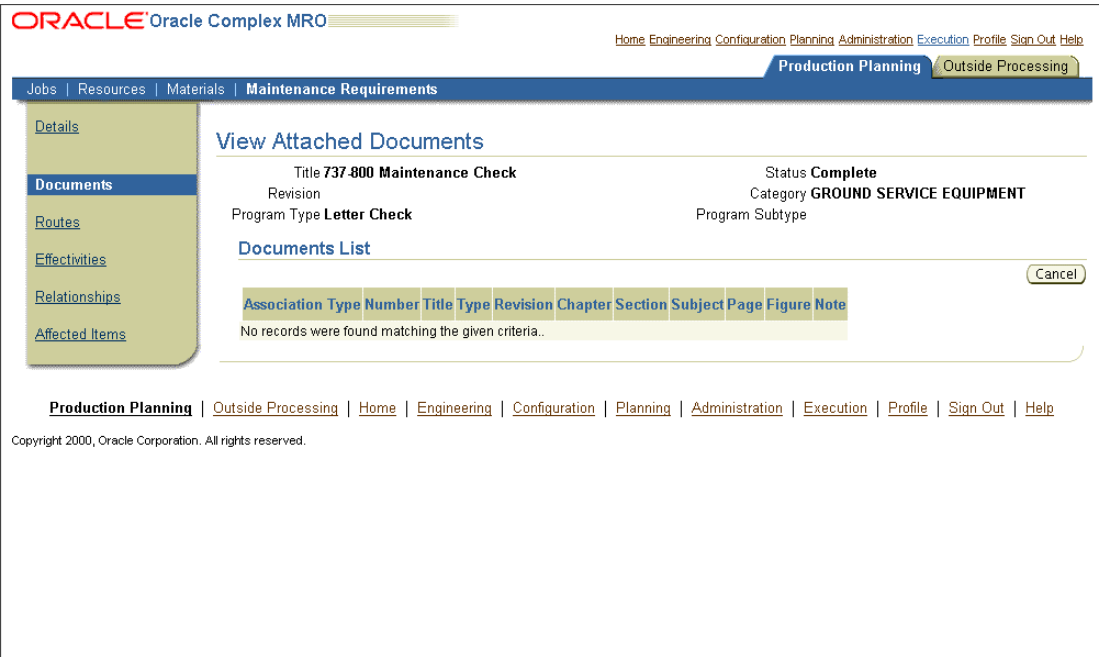 ORACLE Oracle Complex MRO
Home Engineering Configuration Planning Administration Execution Profile Sign Out Help
Production Planning Outside Processing
Jobs | Resources | Materials | Maintenance Requirements
Details
Documents
Routes
Effectivities
Relationships
Affected Items
View Attached Documents
Title 737-800 Maintenance Check Status Complete
Revision Category GROUND SERVICE EQUIPMENT
Program Type Letter Check Program Subtype
Documents List
Cancel
Association Type Number Title Type Revision Chapter Section Subject Page Figure Note
No records were found matching the given criteria..
Production Planning | Outside Processing | Home | Engineering | Configuration | Planning | Administration | Execution | Profile | Sign Out | Help
Copyright 2000, Oracle Corporation. All rights reserved.